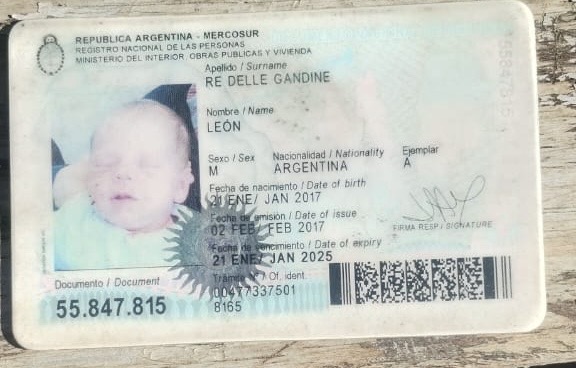 REPUBLICA ARGENTINA - MERCOSUR
REGISTRO NACIONAL DE LAS PERSONAS
MINISTERIO DEL INTERIOR, OBRAS PUBLICAS Y VIVIENDA
Apellido / Surname
RE DELLE GANDINE
Nombre / Name
LEÓN
Sexo / Sex Nacionalidad / Nationality Ejemplar
M ARGENTINA A
Fecha de nacimiento / Date of birth
21 ENE/ JAN 2017
Fecha de emisión / Date of issue
02 FEB/ FEB 2017
FIRMA RESP / SIGNATURE
Fecha de vencimiento / Date of expiry
21 ENE/ JAN 2025
Documento / Document
55.847.815
Trámite Nº / Of. ident.
00477337501
8165